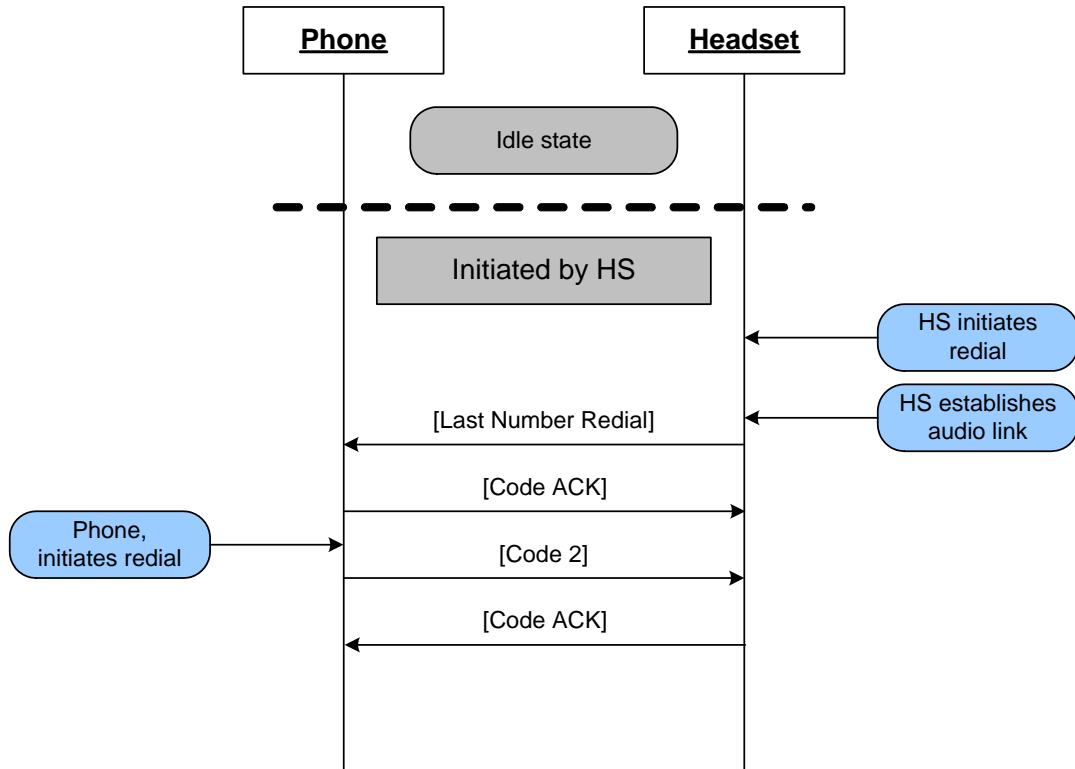 Phone
Headset
Idle state
Initiated by HS
HS initiates
redial
HS establishes
audio link
[Last Number Redial]
[Code ACK]
Phone,
initiates redial
[Code 2]
[Code ACK]